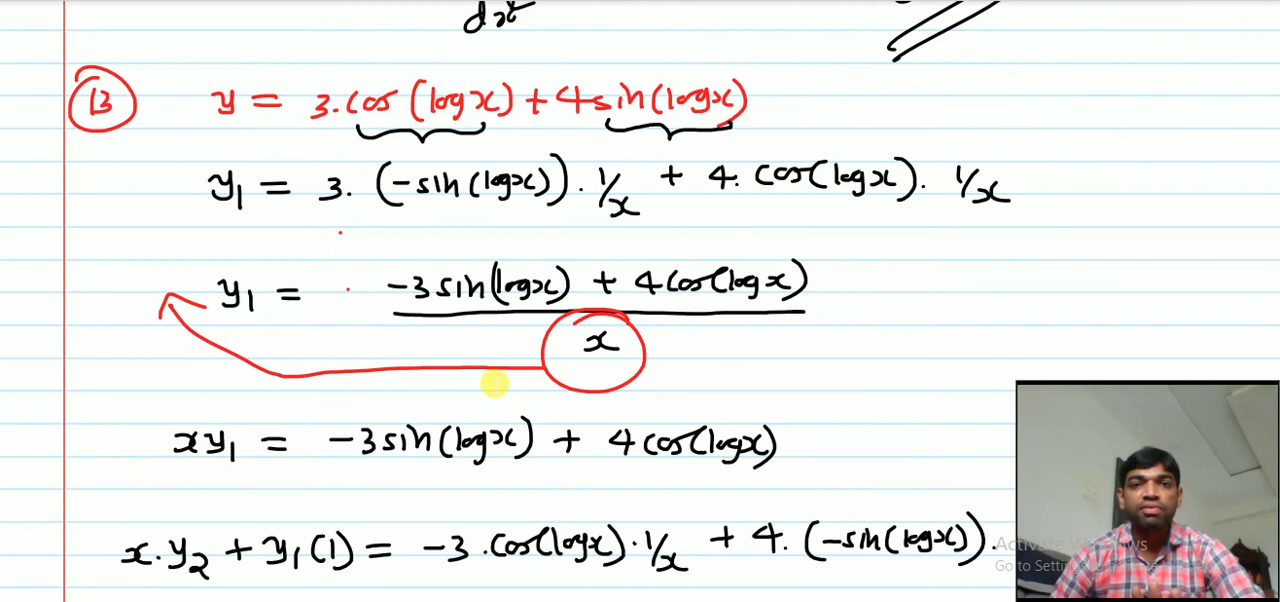 dx²
13 y = 3.cos(logx) + 4sin(logx)
y₁ = 3. (-sin(logx)). 1/x + 4. cos(logx). 1/x
y₁ = -3sin(logx) + 4cos(logx)
x
xy₁ = -3sin(logx) + 4cos(logx)
x.y₂ + y₁(1) = -3.cos(logx).1/x + 4.(-sin(logx)).
Activate Windows
Go to Settings